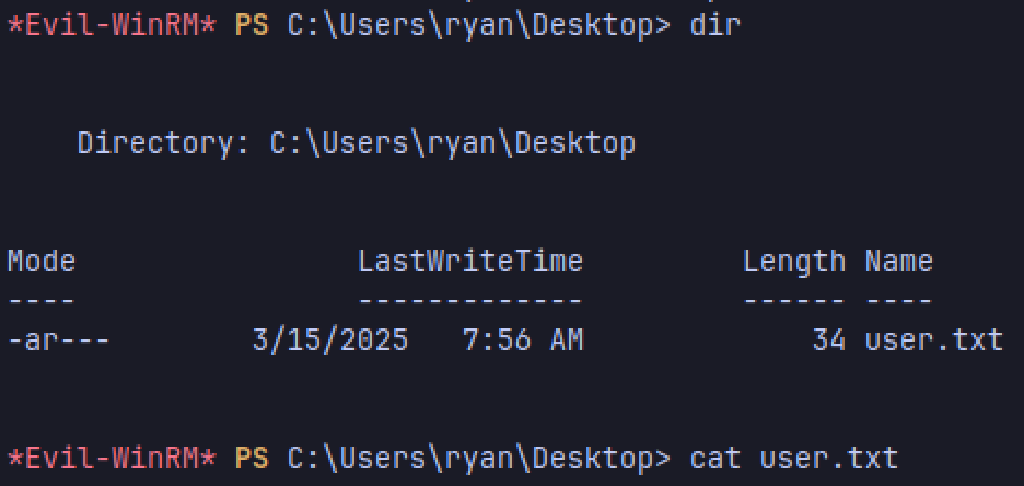 *Evil-WinRM* PS C:\Users\ryan\Desktop> dir
Directory: C:\Users\ryan\Desktop
Mode                LastWriteTime         Length Name
----                -------------         ------ ----
-ar---        3/15/2025   7:56 AM             34 user.txt
*Evil-WinRM* PS C:\Users\ryan\Desktop> cat user.txt